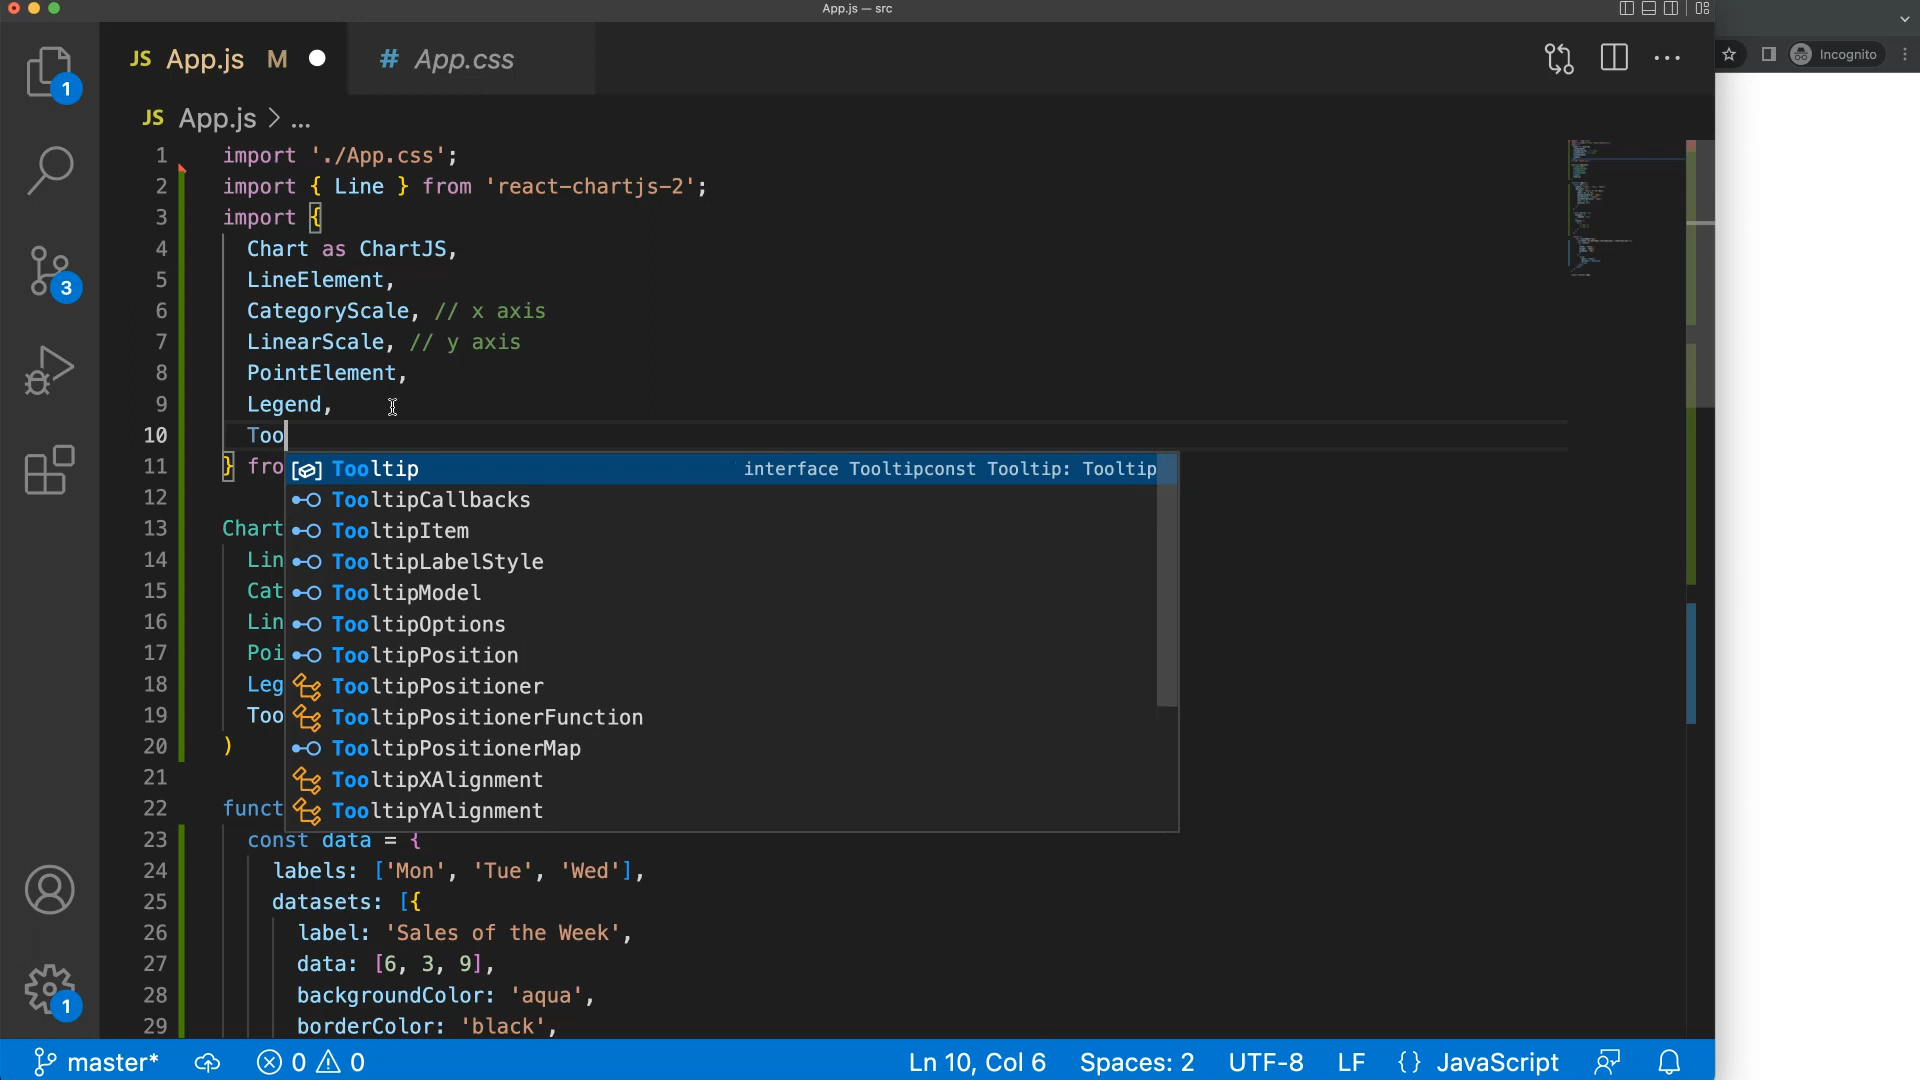 App.js — src
JS App.js M
# App.css
Incognito
1
3
1
JS App.js > ...
1 import './App.css';
2 import { Line } from 'react-chartjs-2';
3 import {
4 Chart as ChartJS,
5 LineElement,
6 CategoryScale, // x axis
7 LinearScale, // y axis
8 PointElement,
9 Legend,
10 Too
11 } fro
Tooltip interface Tooltipconst Tooltip: Tooltip
12 TooltipCallbacks
TooltipItem
13 Chart
14 Lin TooltipLabelStyle
15 Cat TooltipModel
16 Lin TooltipOptions
17 Poi TooltipPosition
18 Leg TooltipPositioner
19 Too TooltipPositionerFunction
20 ) TooltipPositionerMap
21 TooltipXAlignment
22 funct TooltipYAlignment
23 const data = {
24 labels: ['Mon', 'Tue', 'Wed'],
25 datasets: [{
26 label: 'Sales of the Week',
27 data: [6, 3, 9],
28 backgroundColor: 'aqua',
29 borderColor: 'black',
master* 0 0 Ln 10, Col 6 Spaces: 2 UTF-8 LF {} JavaScript